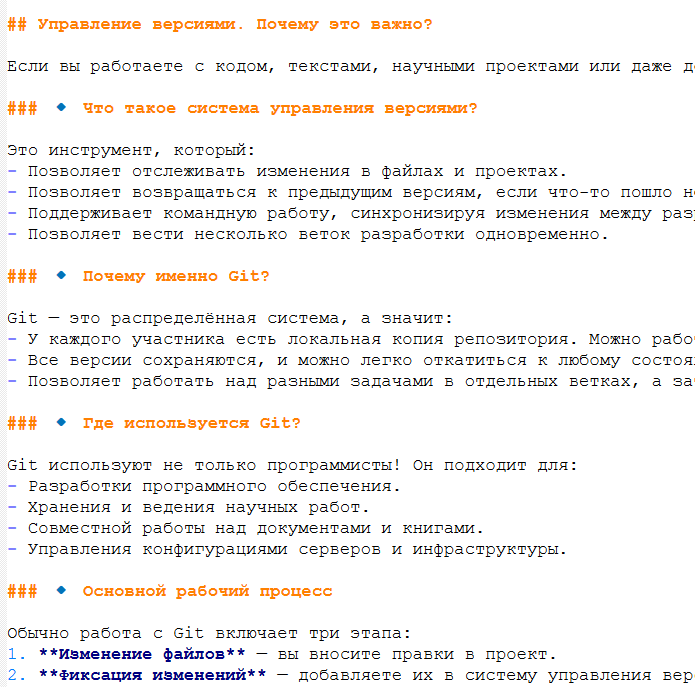 ## Управление версиями. Почему это важно?
Если вы работаете с кодом, текстами, научными проектами или даже
### 🔹 Что такое система управления версиями?
Это инструмент, который:
- Позволяет отслеживать изменения в файлах и проектах.
- Позволяет возвращаться к предыдущим версиям, если что-то пошло
- Поддерживает командную работу, синхронизируя изменения между
- Позволяет вести несколько веток разработки одновременно.
### 🔹 Почему именно Git?
Git — это распределённая система, а значит:
- У каждого участника есть локальная копия репозитория. Можно
- Все версии сохраняются, и можно легко откатиться к любому
- Позволяет работать над разными задачами в отдельных ветках, а
### 🔹 Где используется Git?
Git используют не только программисты! Он подходит для:
- Разработки программного обеспечения.
- Хранения и ведения научных работ.
- Совместной работы над документами и книгами.
- Управления конфигурациями серверов и инфраструктуры.
### 🔹 Основной рабочий процесс
Обычно работа с Git включает три этапа:
1. **Изменение файлов** — вы вносите правки в проект.
2. **Фиксация изменений** — добавляете их в систему управления